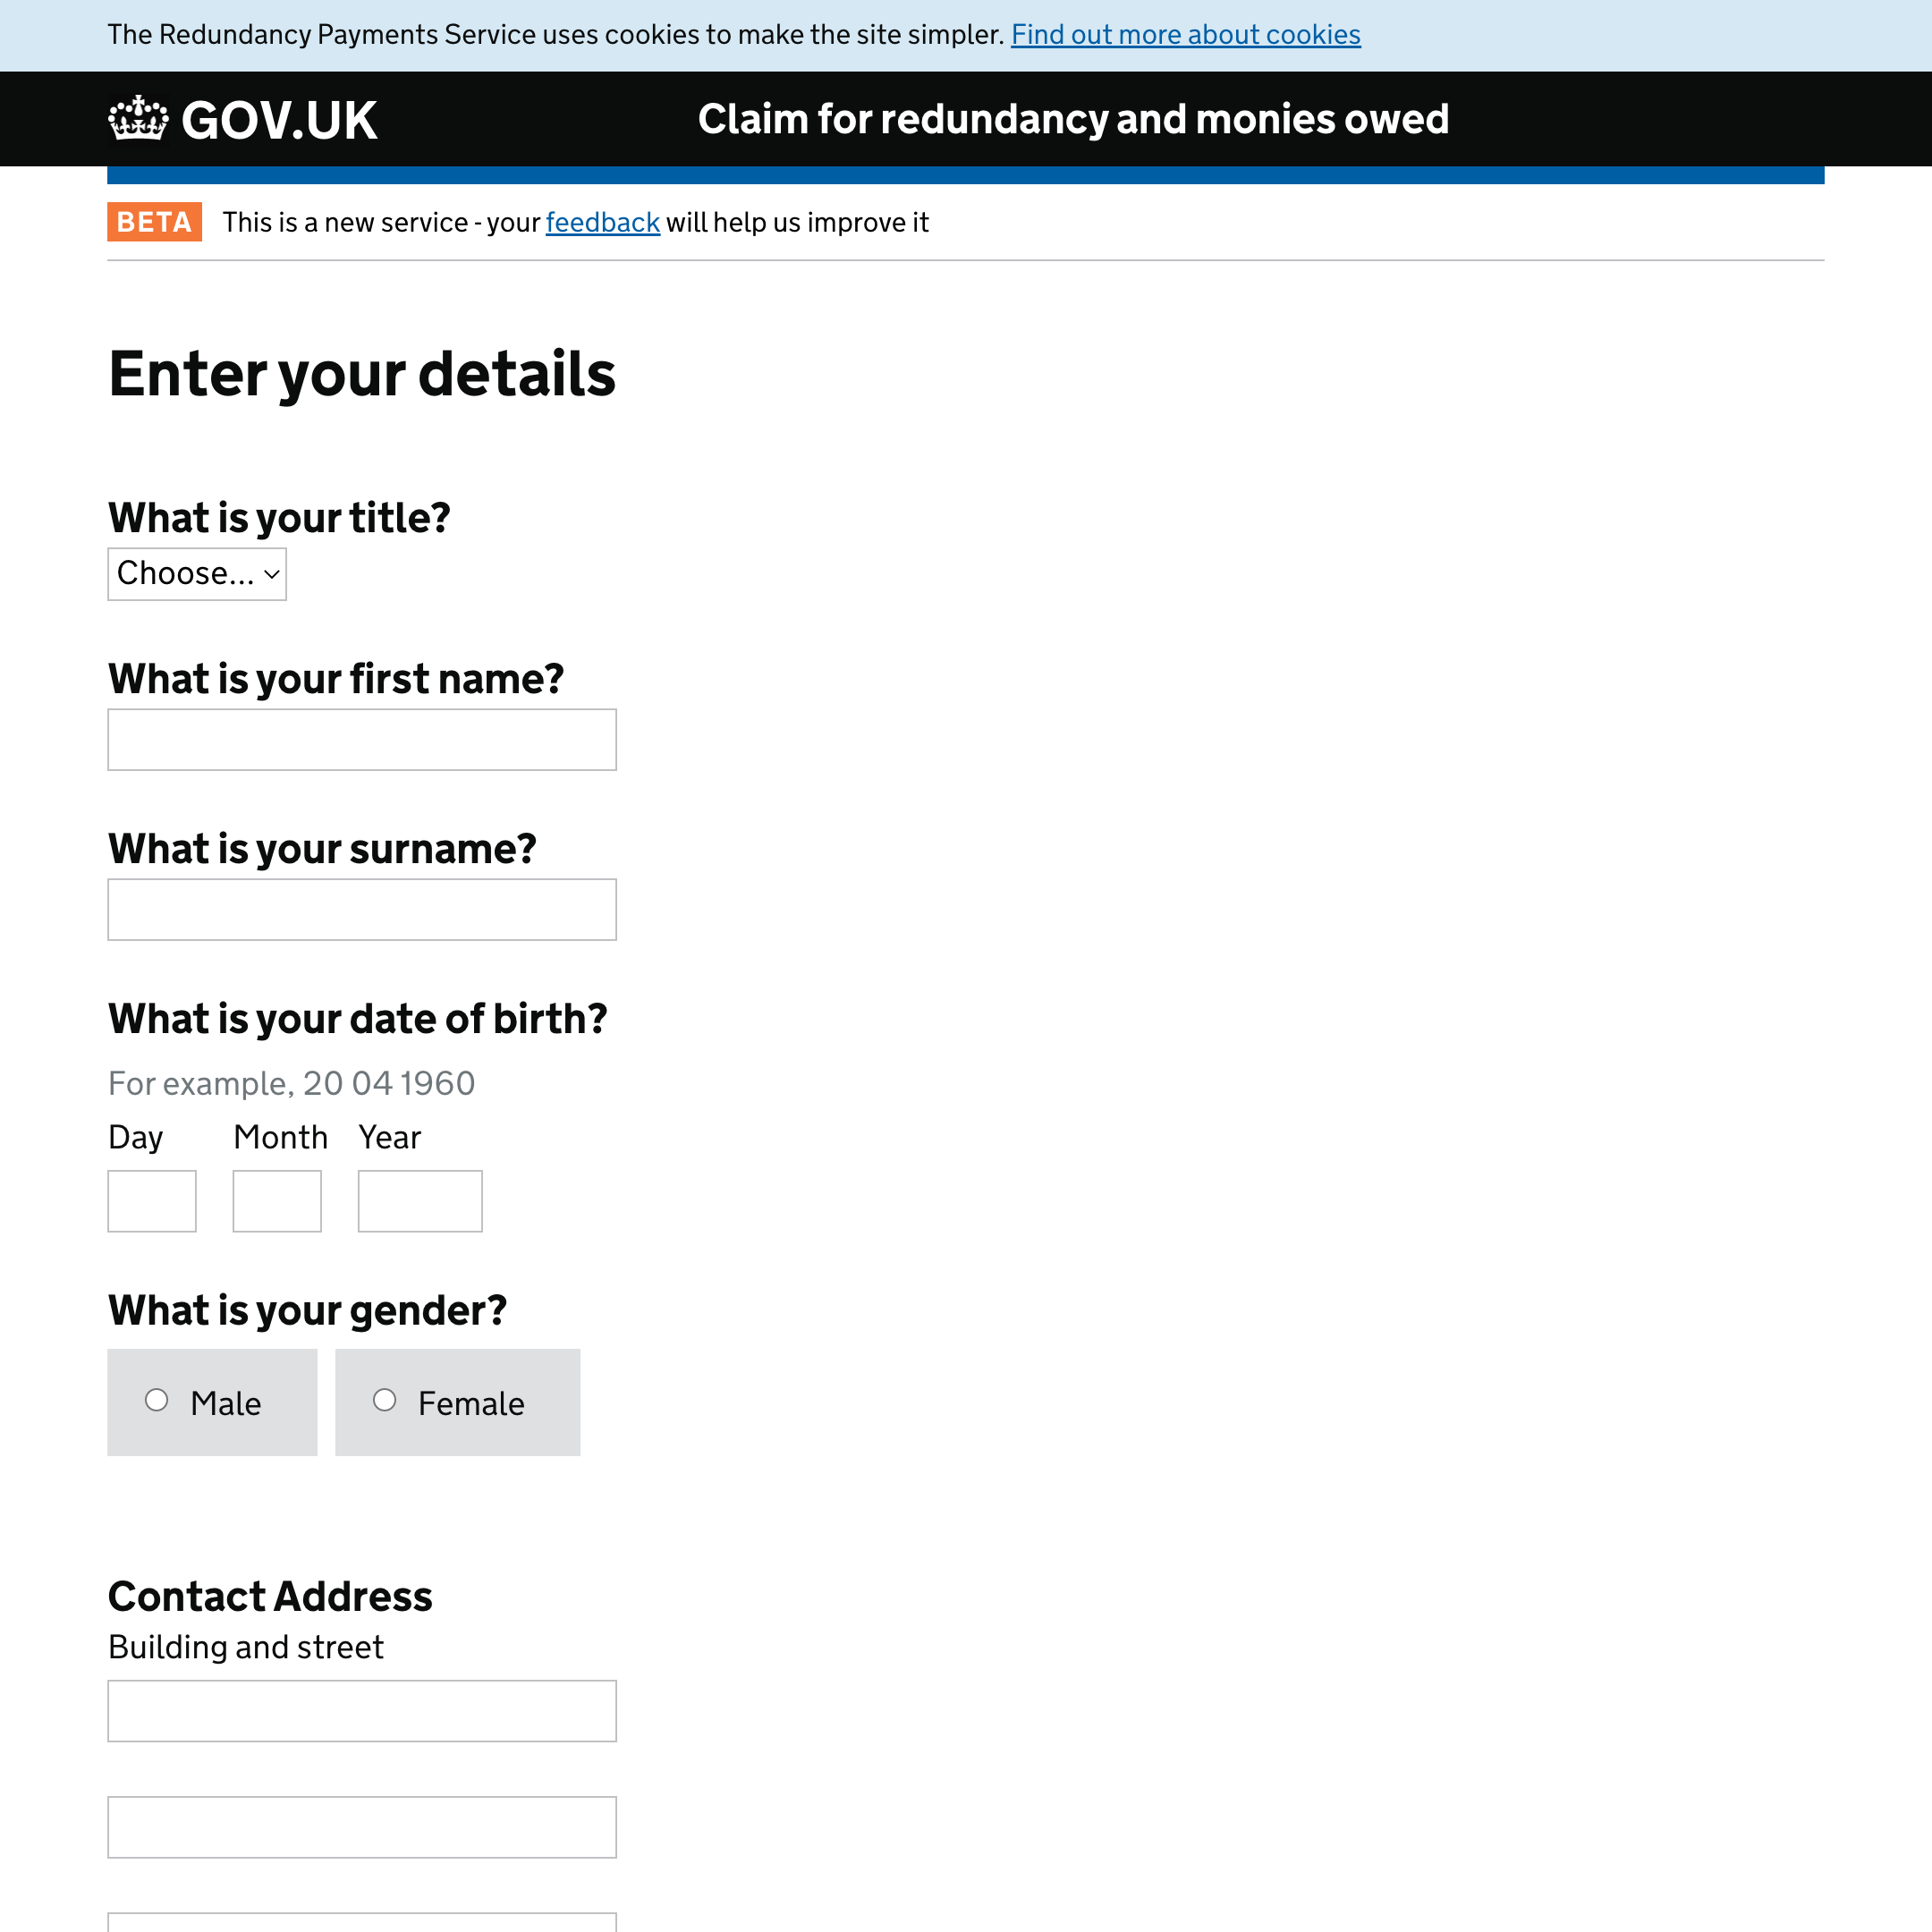 The Redundancy Payments Service uses cookies to make the site simpler. Find out more about cookies
GOV.UK
Claim for redundancy and monies owed
BETA This is a new service - your feedback will help us improve it
Enter your details
What is your title?
Choose...
What is your first name?
What is your surname?
What is your date of birth?
For example, 20 04 1960
Day Month Year
What is your gender?
Male Female
Contact Address
Building and street